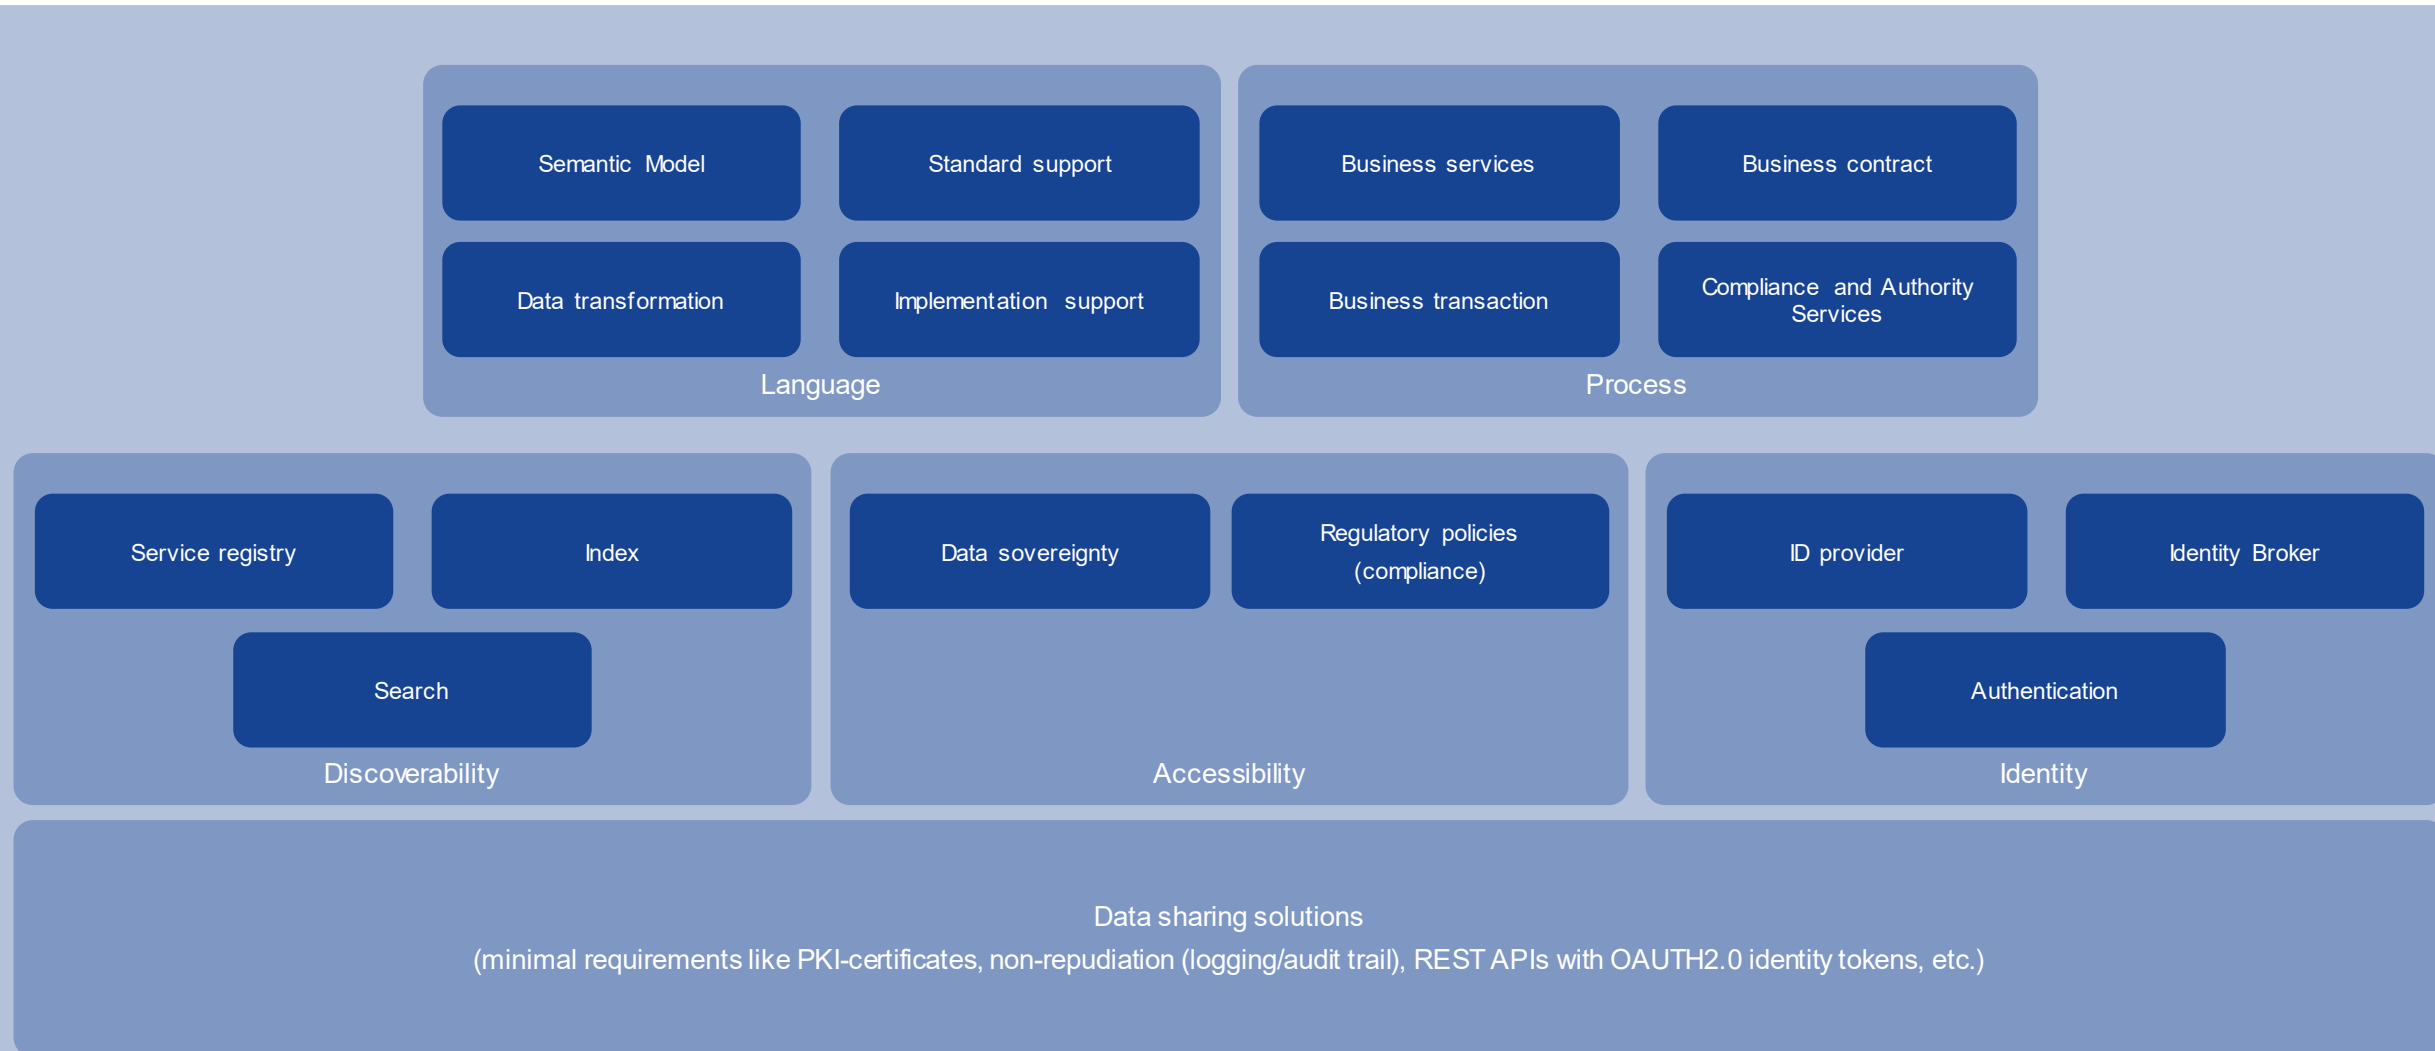 Semantic Model
Standard support
Business services
Business contract
Data transformation
Implementation support
Business transaction
Compliance and Authority
Services
Language
Process
Service registry
Index
Data sovereignty
Regulatory policies
(compliance)
ID provider
Identity Broker
Search
Authentication
Discoverability
Accessibility
Identity
Data sharing solutions
(minimal requirements like PKI-certificates, non-repudiation (logging/audit trail), REST APIs with OAUTH2.0 identity tokens, etc.)